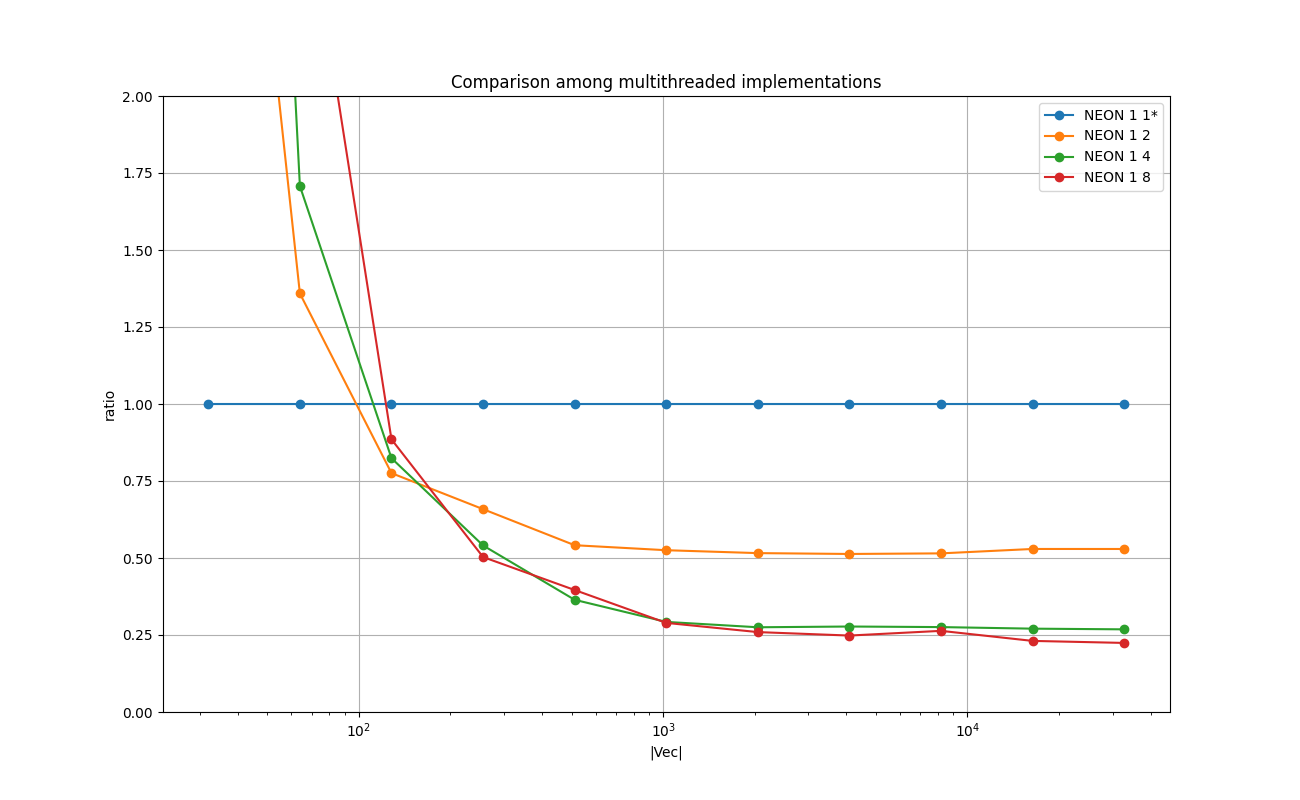 Comparison among multithreaded implementations
2.00
1.75
1.50
1.25
1.00
0.75
0.50
0.25
0.00
ratio
NEON 1 1*
NEON 1 2
NEON 1 4
NEON 1 8
10²
10³
10⁴
|Vec|